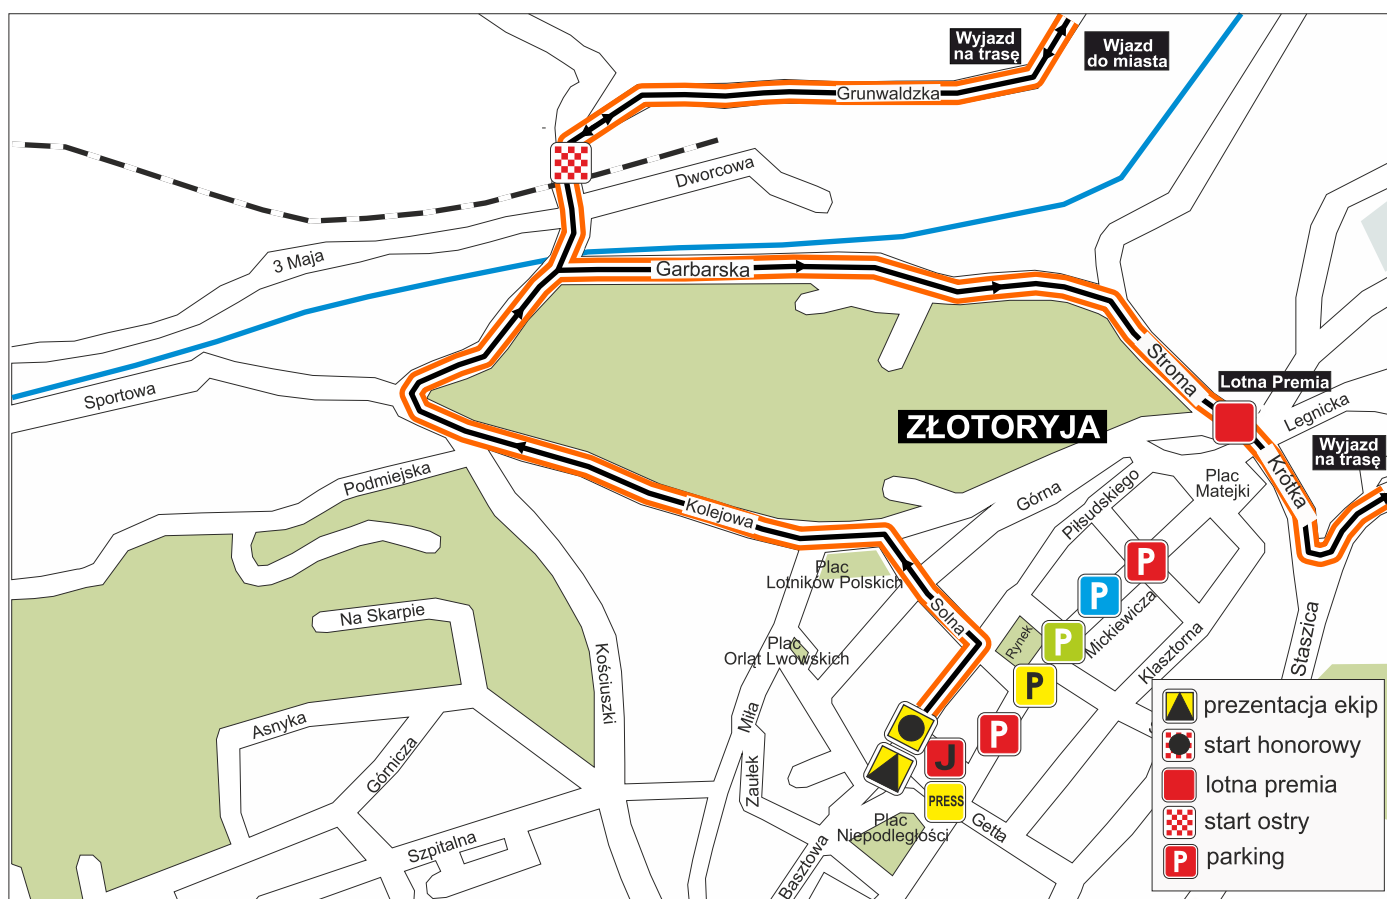 Wyjazd
na trasę
Wjazd
do miasta
Grunwaldzka
Dworcowa
3 Maja
Garbarska
Sportowa
Stroma
Lotna Premia
Legnicka
ZŁOTORYJA
Wyjazd
na trasę
Krótka
Plac
Matejki
Podmiejska
Górna
Piłsudskiego
Kolejowa
Plac
Lotników Polskich
P
P
Solna
Mickiewicza
Na Skarpie
Rynek
P
Klasztorna
Staszica
Plac
Orląt Lwowskich
Kościuszki
P
Asnyka
Miła
P
Górnicza
J
Zaułek
PRESS
Getta
Plac
Niepodległości
Szpitalna
Basztowa
prezentacja ekip
start honorowy
lotna premia
start ostry
P
parking